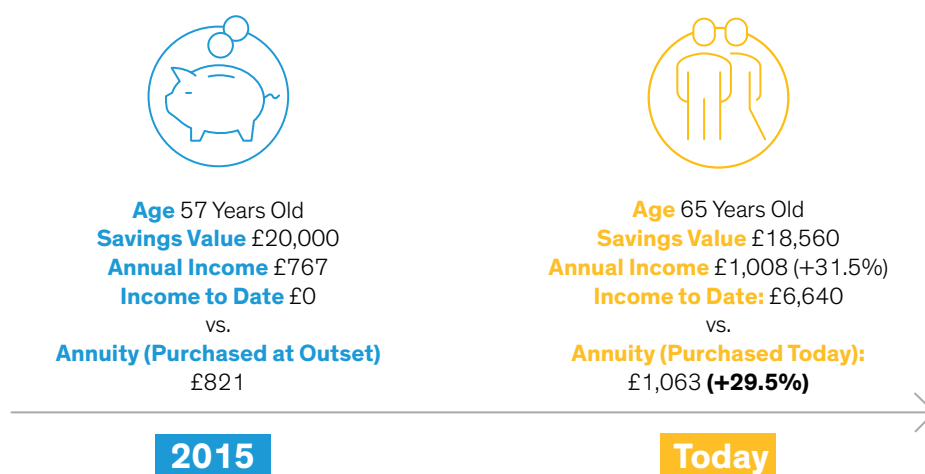 Age 57 Years Old
Savings Value £20,000
Annual Income £767
Income to Date £0
vs.
Annuity (Purchased at Outset)
£821
2015
Age 65 Years Old
Savings Value £18,560
Annual Income £1,008 (+31.5%)
Income to Date: £6,640
vs.
Annuity (Purchased Today):
£1,063 (+29.5%)
Today